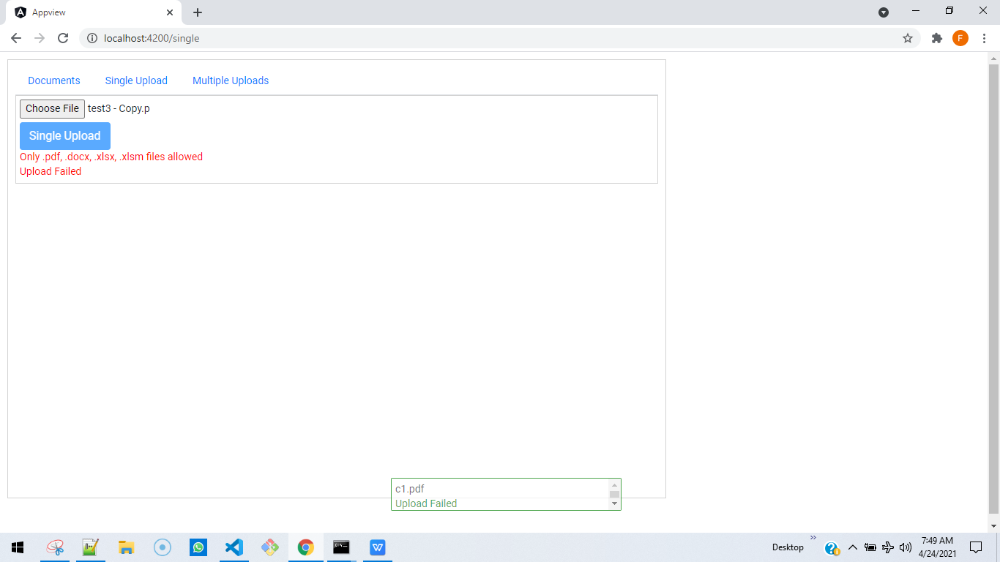 Appview
localhost:4200/single
F
Documents Single Upload Multiple Uploads
Choose File test3 - Copy.p
Single Upload
Only .pdf, .docx, .xlsx, .xlsm files allowed
Upload Failed
c1.pdf
Upload Failed
Desktop
7:49 AM
4/24/2021